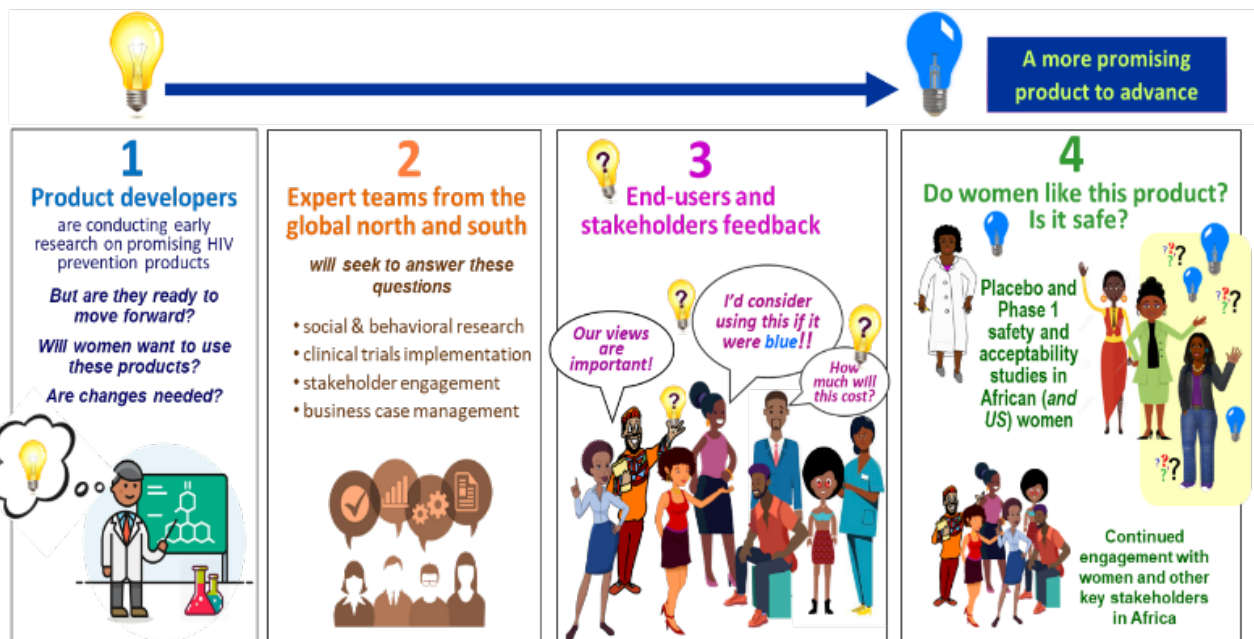 A more promising
product to advance
1
Product developers
are conducting early
research on promising HIV
prevention products
But are they ready to
move forward?
Will women want to use
these products?
Are changes needed?
2
Expert teams from the
global north and south
will seek to answer these
questions
• social & behavioral research
• clinical trials implementation
• stakeholder engagement
• business case management
?
3
End-users and
stakeholders feedback
?
I'd consider
using this if it
were blue!!
?
Our views
are
important!
How
much will
this cost?
?
4
Do women like this product?
Is it safe?
Placebo and
Phase 1
safety and
acceptability
studies in
African (and
US) women
????
????
????
Continued
engagement with
women and other
key stakeholders
in Africa